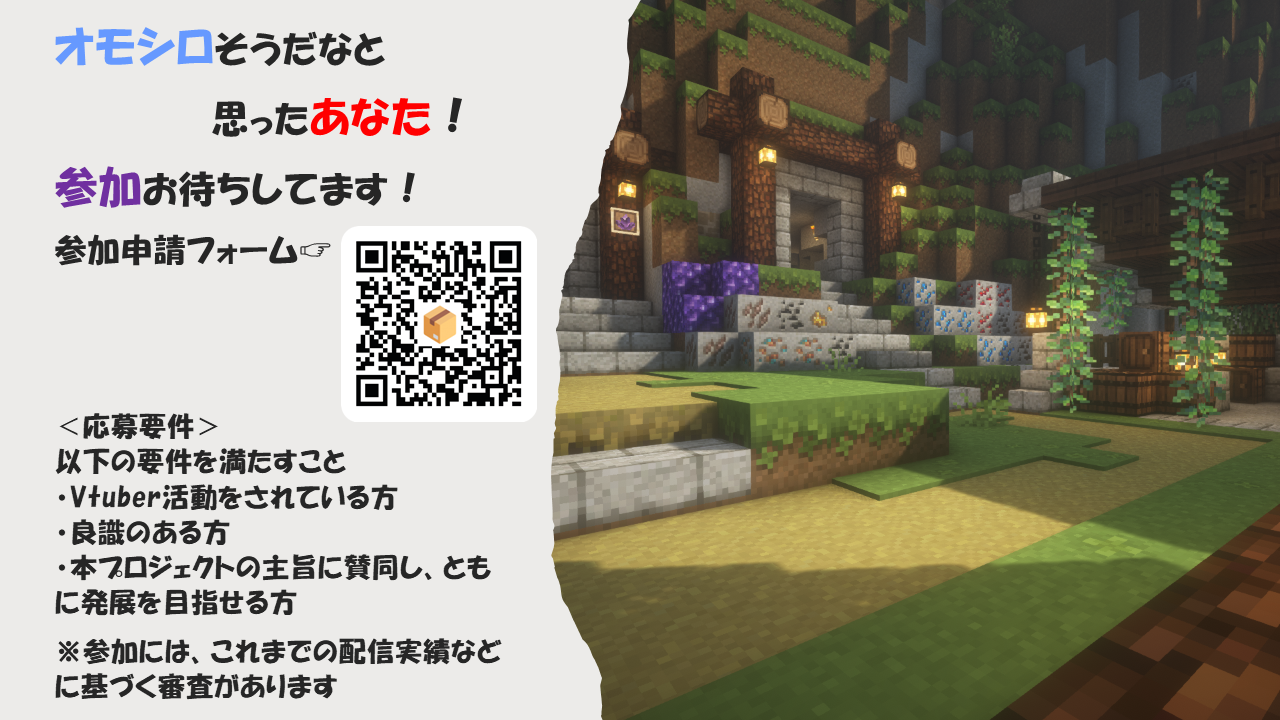 オモシロそうだなと
思ったあなた！
参加お待ちしてます！
参加申請フォーム☞
＜応募要件＞
以下の要件を満たすこと
・Vtuber活動をされている方
・良識のある方
・本プロジェクトの主旨に賛同し、とも
に発展を目指せる方
※参加には、これまでの配信実績など
に基づく審査があります